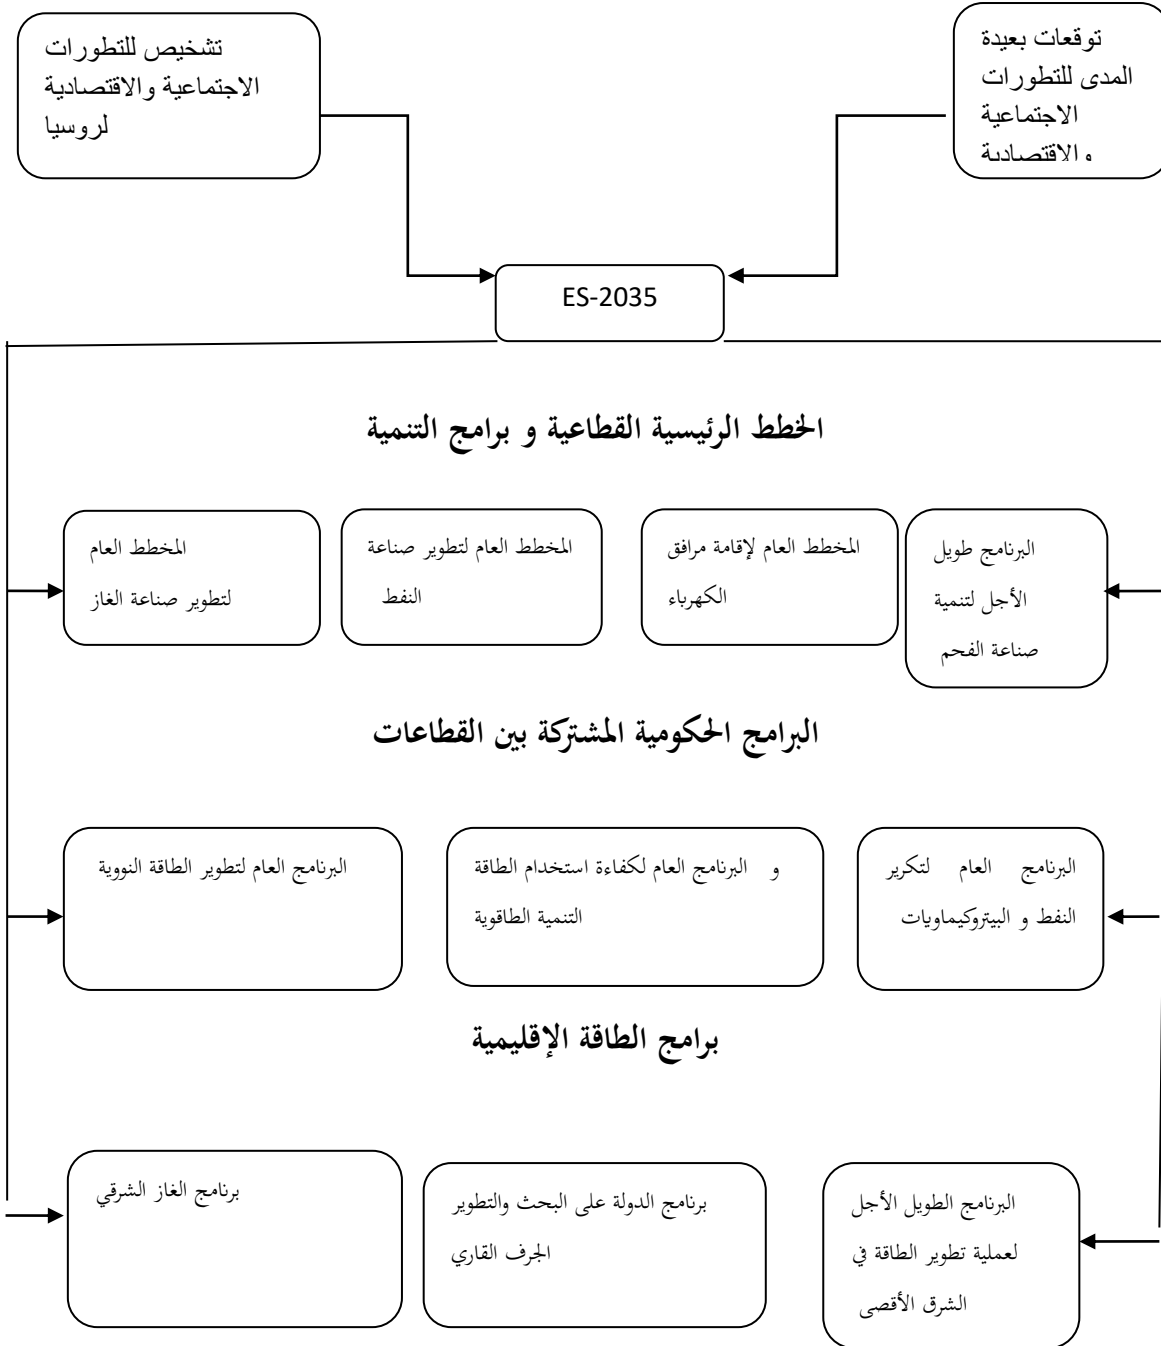 توقعات بعيدة
المدى للتطورات
الاجتماعية
والاقتصادية
تشخيص للتطورات
الاجتماعية والاقتصادية
لروسيا
ES-2035
الخطط الرئيسية القطاعية و برامج التنمية
البرنامج طويل
الأجل لتنمية
صناعة الفحم
المخطط العام لإقامة مرافق
الكهرباء
المخطط العام لتطوير صناعة
النفط
المخطط العام
لتطوير صناعة الغاز
البرامج الحكومية المشتركة بين القطاعات
البرنامج العام لتكرير
النفط و البيتروكيماويات
و البرنامج العام لكفاءة استخدام الطاقة
التنمية الطاقوية
البرنامج العام لتطوير الطاقة النووية
برامج الطاقة الإقليمية
البرنامج الطويل الأجل
لعملية تطوير الطاقة في
الشرق الأقصى
برنامج الدولة على البحث والتطوير
الجرف القاري
برنامج الغاز الشرقي